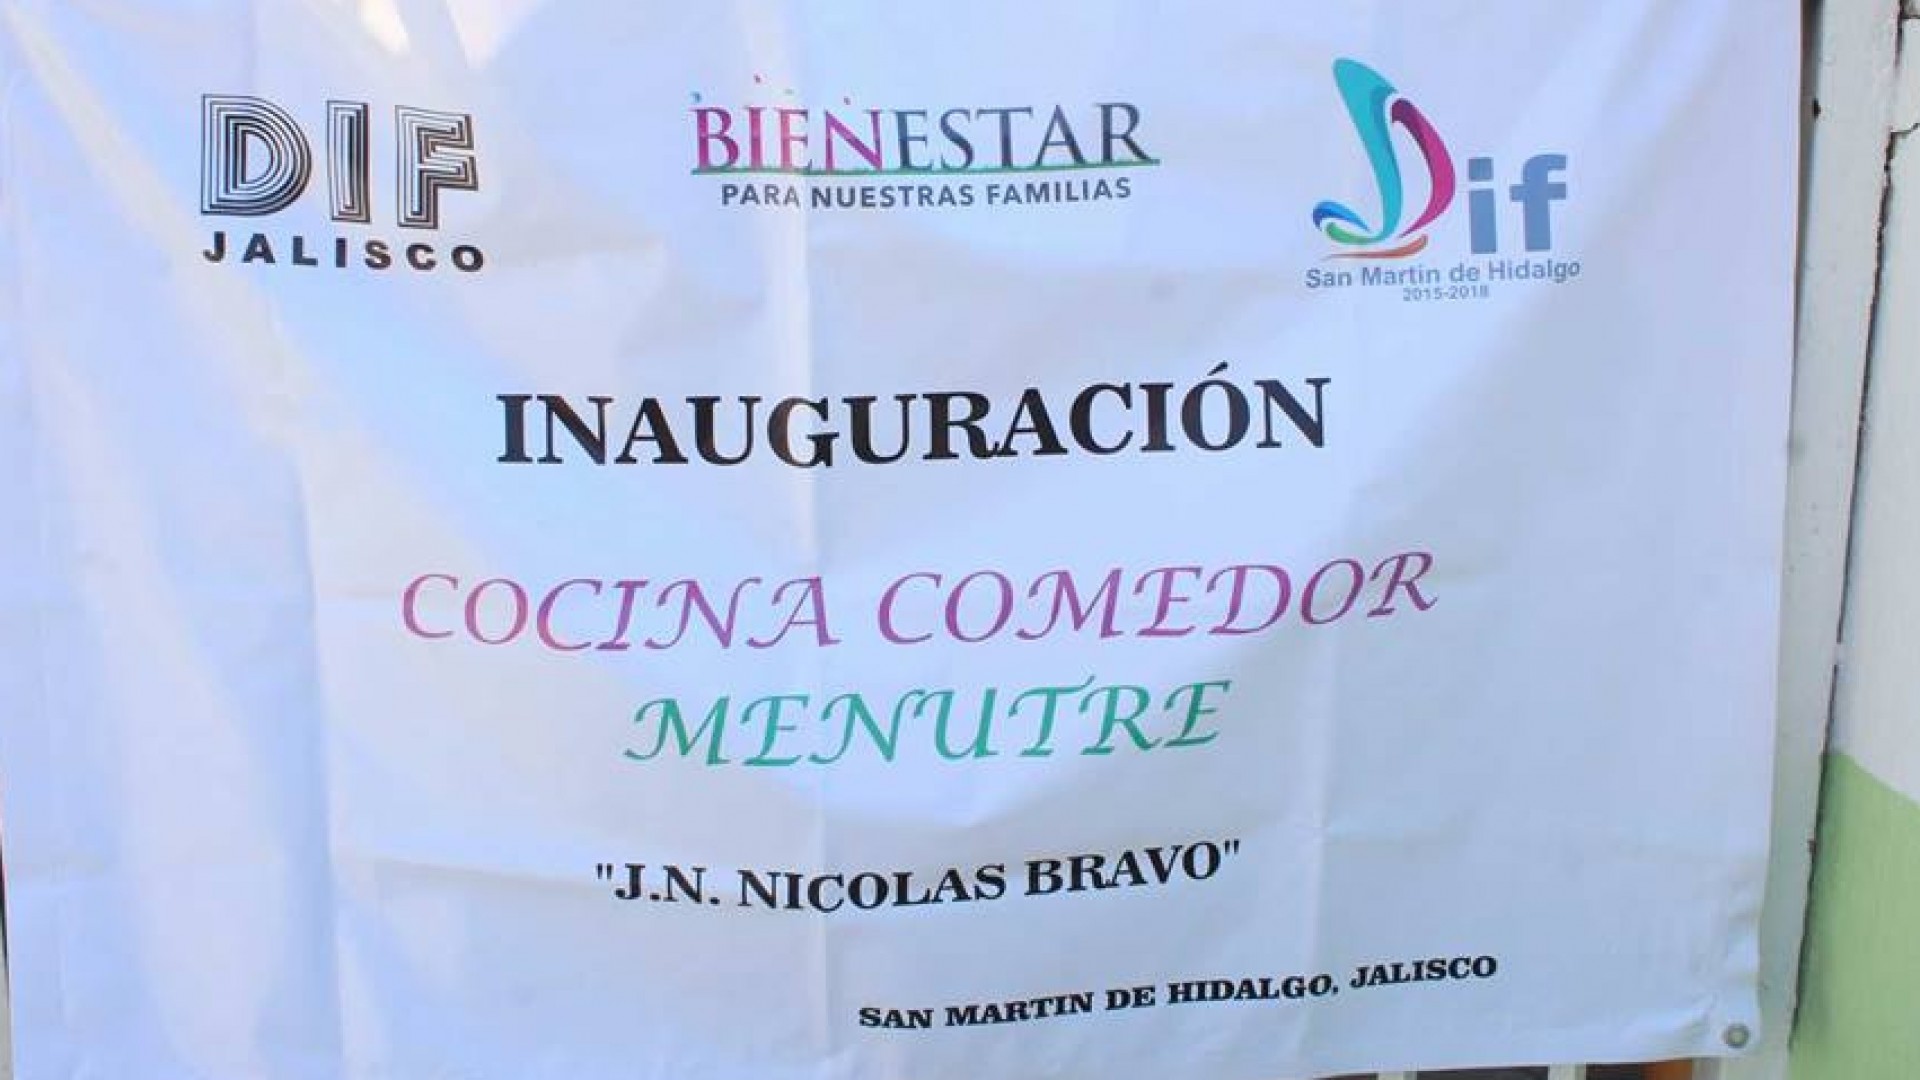 DIF
JALISCO
BIENESTAR
PARA NUESTRAS FAMILIAS
Dif
San Martin de Hidalgo
2015-2018
INAUGURACIÓN
COCINA COMEDOR
MENUTRE
"J.N. NICOLAS BRAVO"
SAN MARTIN DE HIDALGO, JALISCO